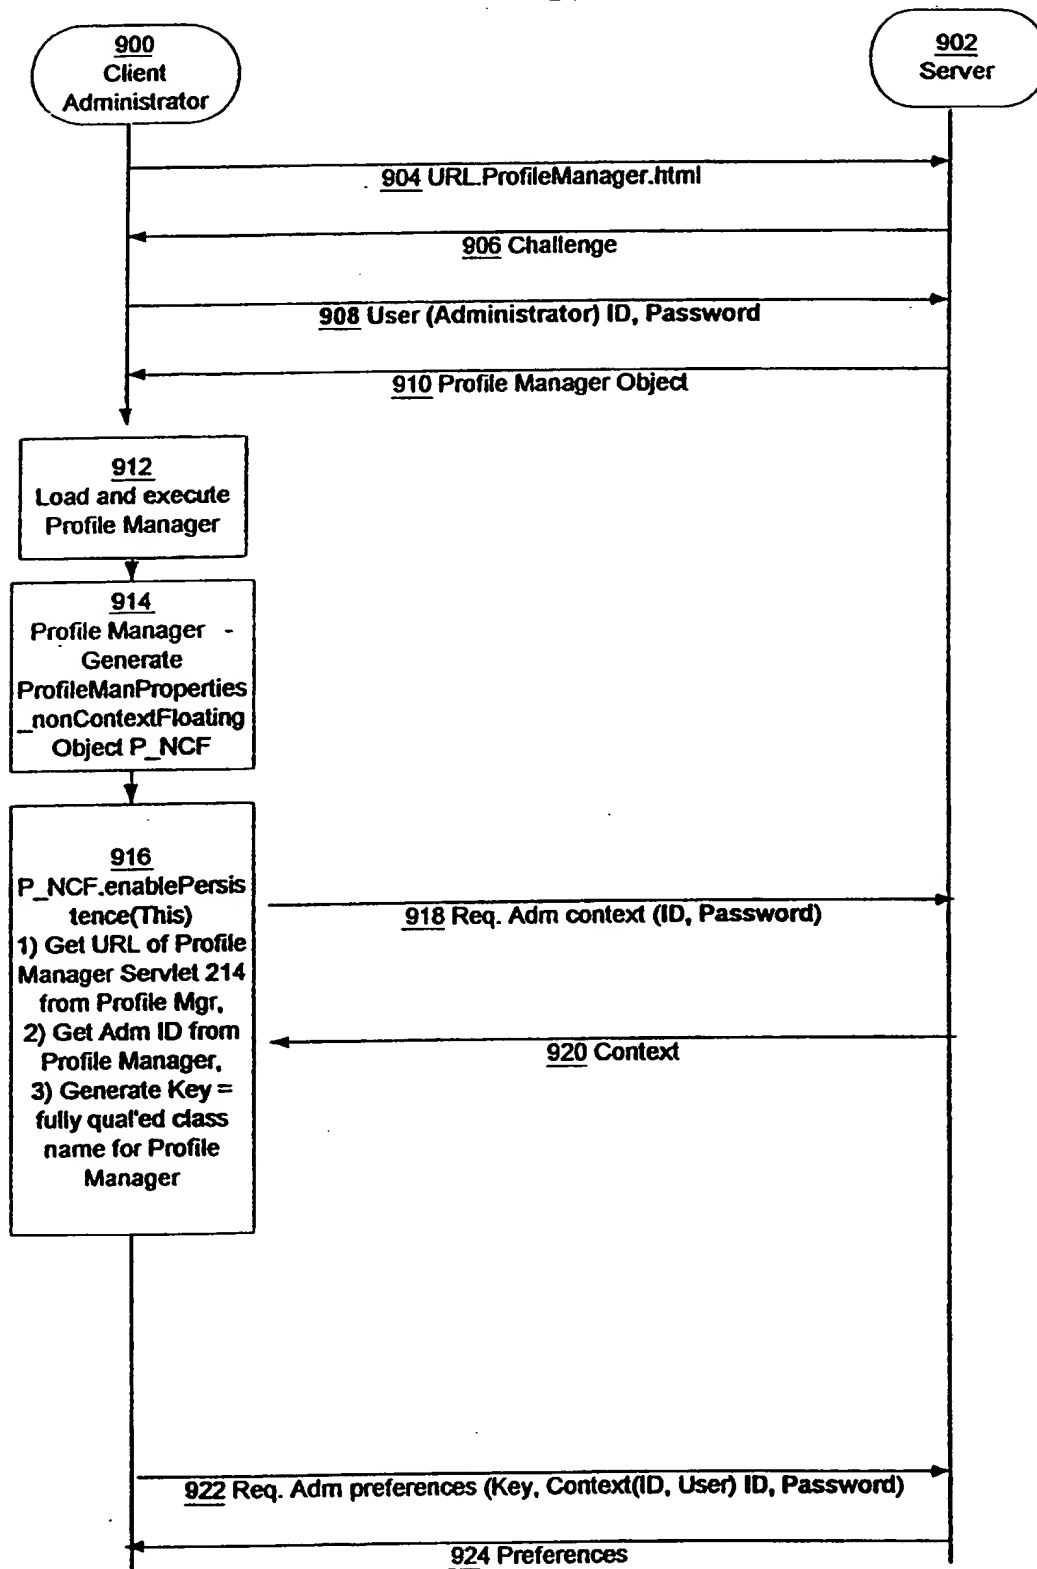 900
Client
Administrator
902
Server
904 URL.ProfileManager.html
906 Challenge
908 User (Administrator) ID, Password
910 Profile Manager Object
912
Load and execute
Profile Manager
914
Profile Manager -
Generate
ProfileManProperties
_nonContextFloating
Object P_NCF
916
P_NCF.enablePersis
tence(This)
1) Get URL of Profile
Manager Servlet 214
from Profile Mgr,
2) Get Adm ID from
Profile Manager,
3) Generate Key =
fully qual'ed class
name for Profile
Manager
918 Req. Adm context (ID, Password)
920 Context
922 Req. Adm preferences (Key, Context(ID, User) ID, Password)
924 Preferences